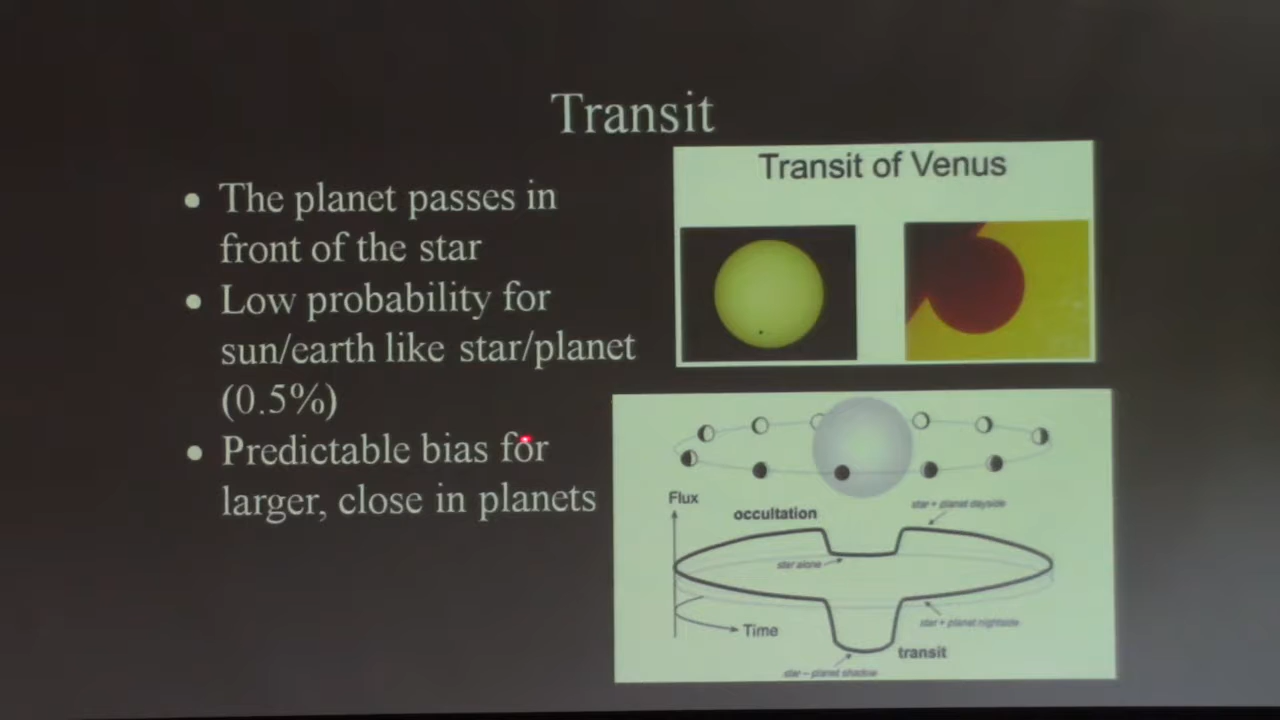 Transit
• The planet passes in
front of the star
• Low probability for
sun/earth like star/planet
(0.5%)
• Predictable bias for
larger, close in planets
Transit of Venus
Flux
occultation
star + planet dayside
star alone
star + planet nightside
Time
transit
star – planet shadow